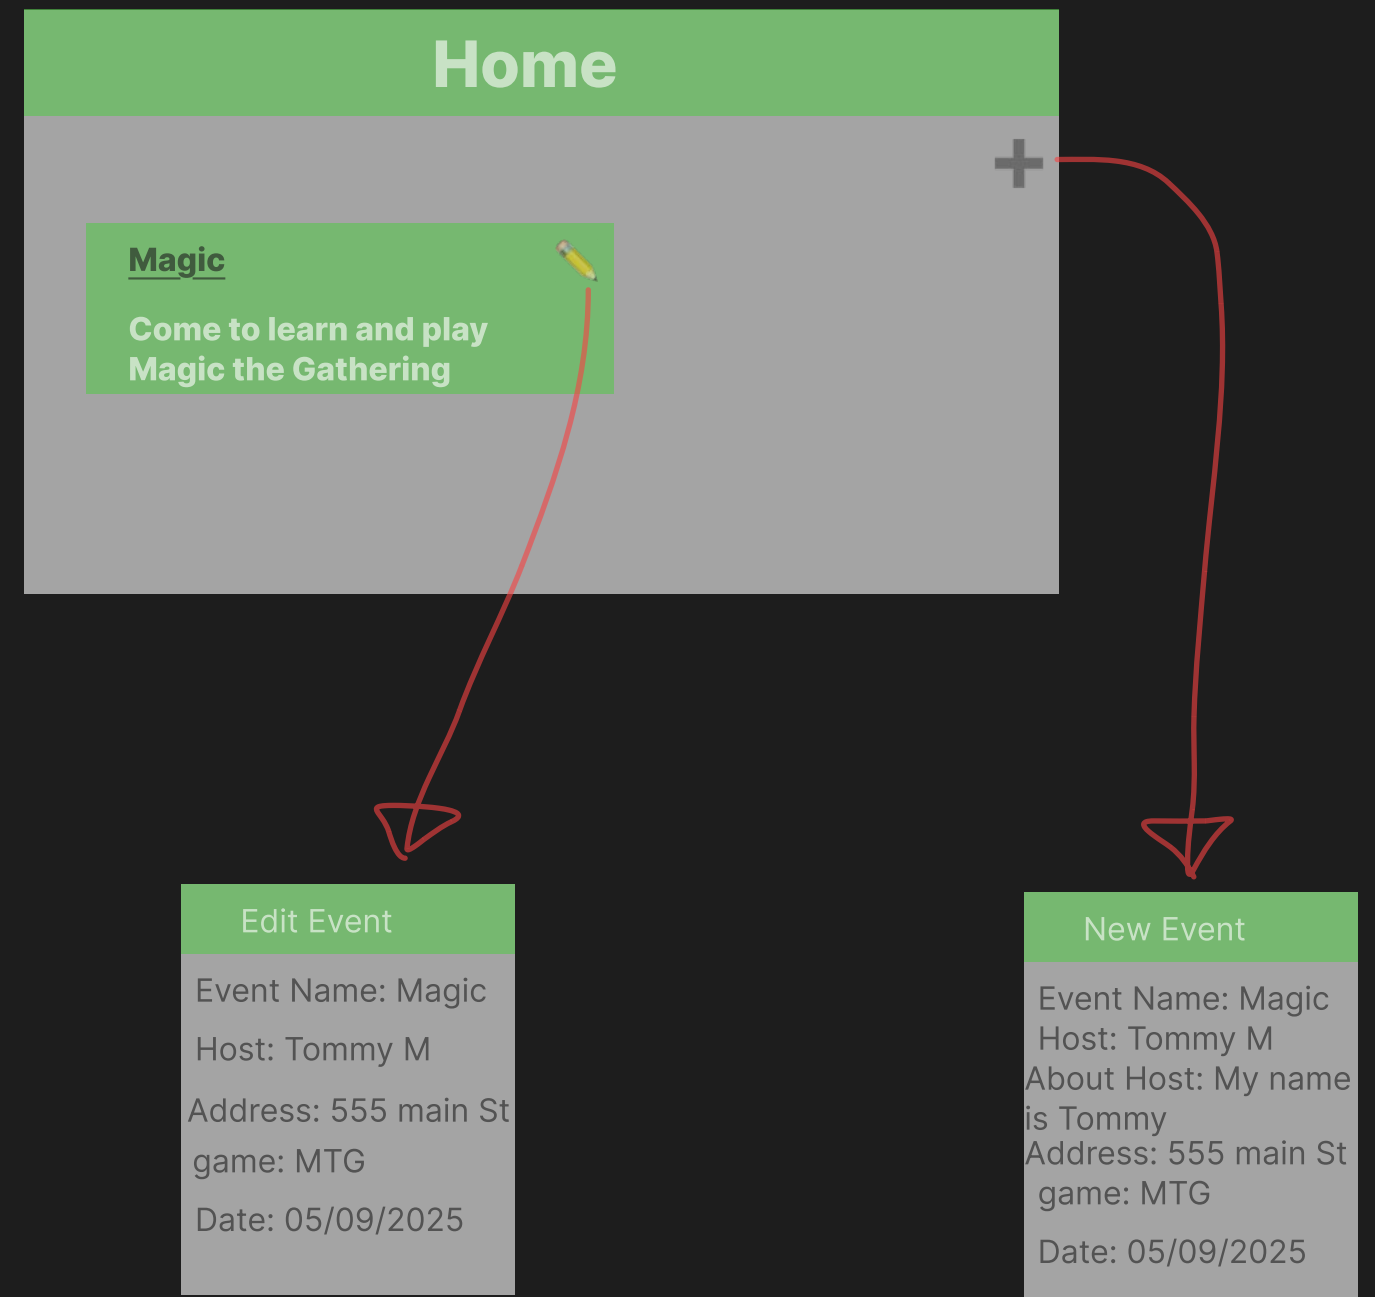 Home
Magic
Come to learn and play
Magic the Gathering
Edit Event
Event Name: Magic
Host: Tommy M
Address: 555 main St
game: MTG
Date: 05/09/2025
New Event
Event Name: Magic
Host: Tommy M
About Host: My name
is Tommy
Address: 555 main St
game: MTG
Date: 05/09/2025